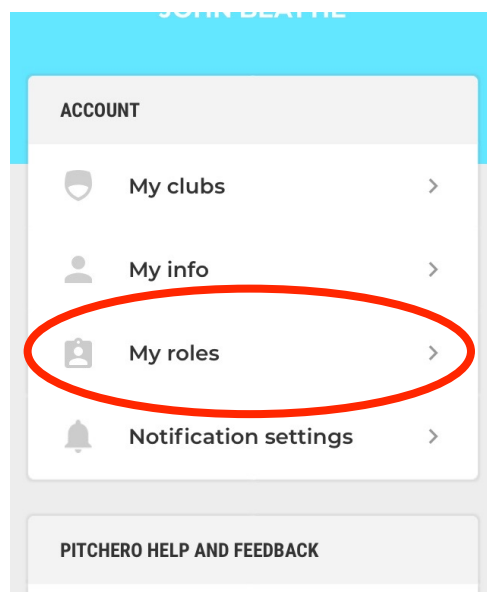 ACCOUNT
My clubs
My info
My roles
Notification settings
PITCHERO HELP AND FEEDBACK